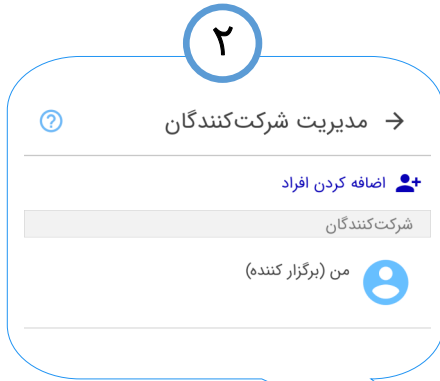 ۲
مدیریت شرکت‌کنندگان
اضافه کردن افراد
شرکت‌کنندگان
من (برگزار کننده)